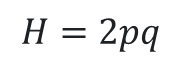 H = 2pq